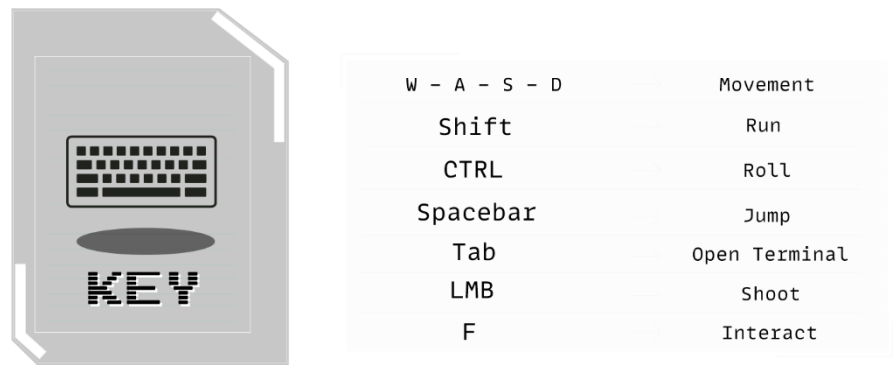 KEY
W - A - S - D Movement
Shift Run
CTRL Roll
Spacebar Jump
Tab Open Terminal
LMB Shoot
F Interact